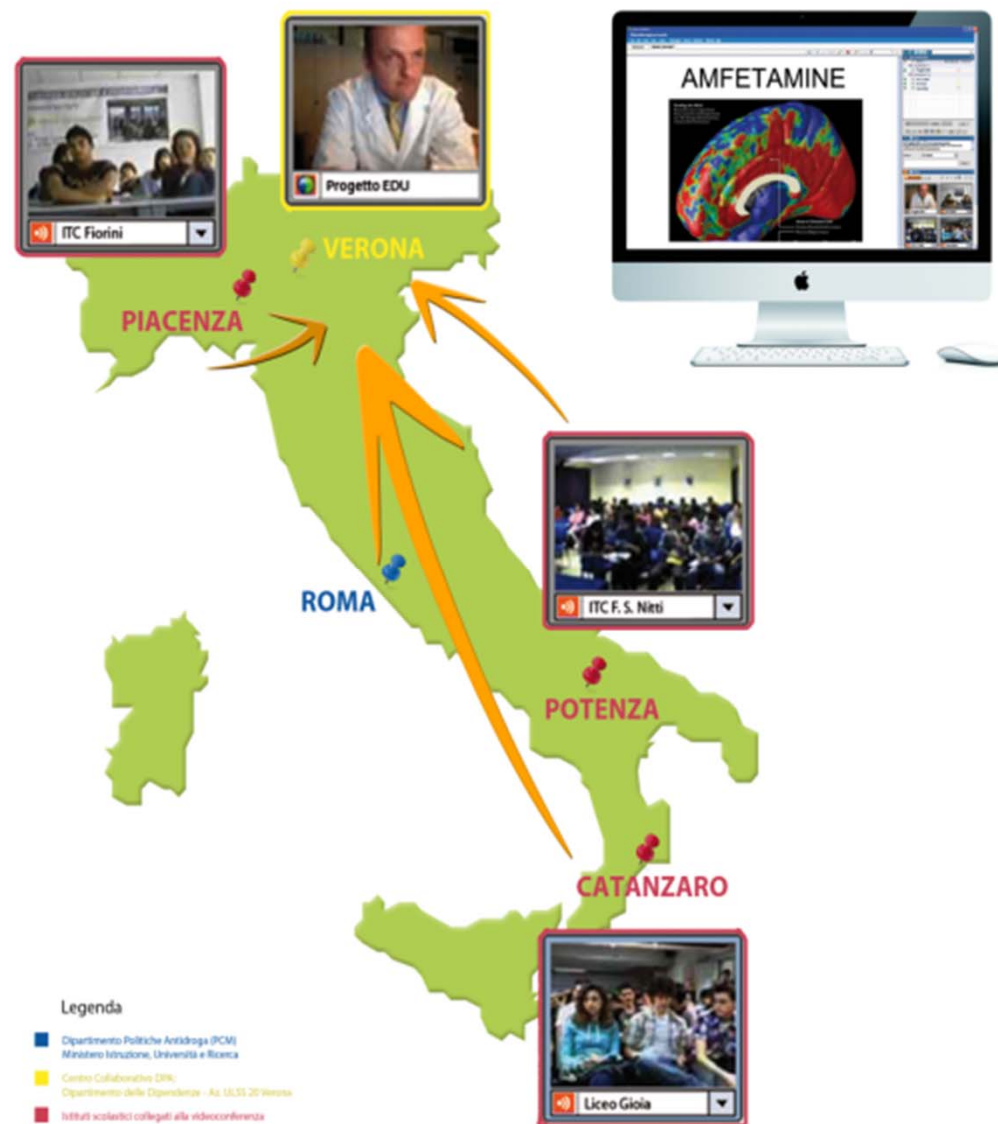 AMFETAMINE
Progetto EDU
ITC Fiorini
VERONA
PIACENZA
ITC F. S. Nitti
ROMA
POTENZA
CATANZARO
Liceo Gioia
Legenda
Dipartimento Politiche Antidroga (PCM)
Ministero Istruzione, Università e Ricerca
Centro Collaborativo DPA:
Dipartimento delle Dipendenze - Az. ULSS 20 Verona
Istituti scolastici collegati alla videoconferenza